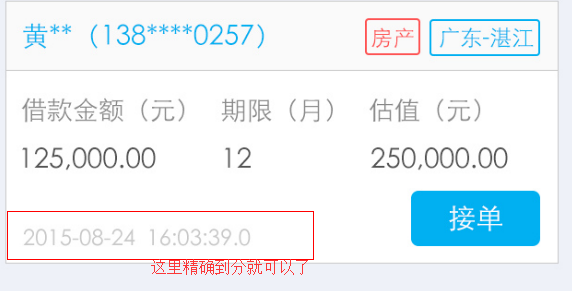 黄**（138****0257） 房产 广东-湛江
借款金额（元） 期限（月） 估值（元）
125,000.00 12 250,000.00
接单
2015-08-24 16:03:39.0
这里精确到分就可以了